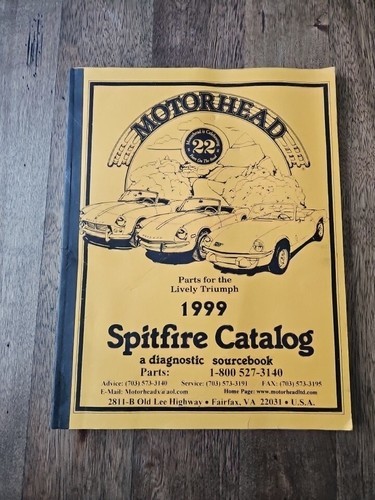 MOTORHEAD
22
Parts for the
Lively Triumph
1999
Spitfire Catalog
a diagnostic sourcebook
Parts: 1-800 527-3140
Advice: (703) 573-3140 Service: (703) 573-3191 FAX: (703) 573-3195
E-Mail: Motorheadva@aol.com Home Page: www.motorheadltd.com
2811-B Old Lee Highway • Fairfax, VA 22031 • U.S.A.